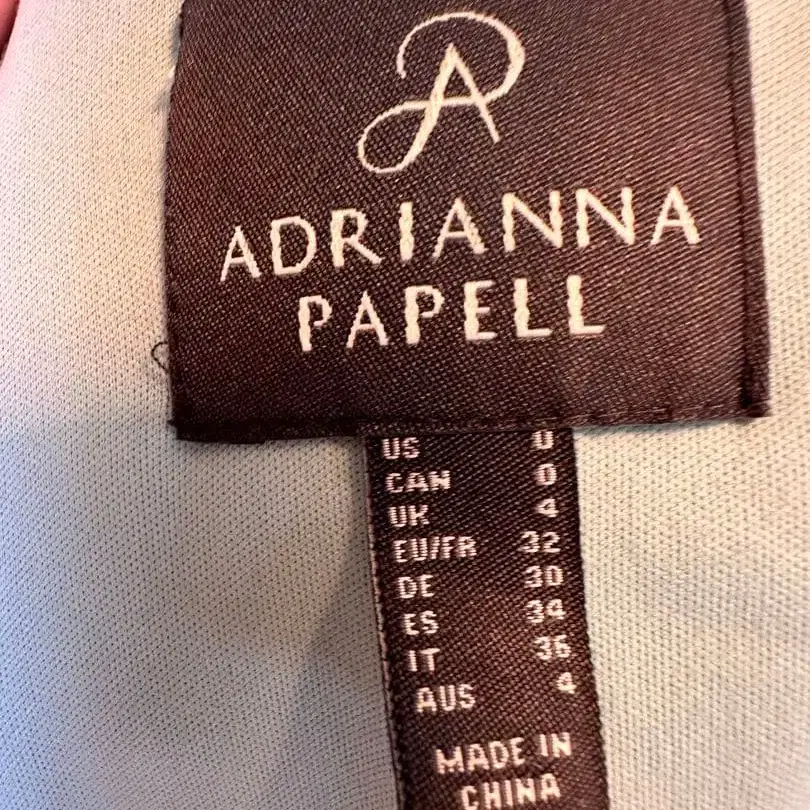 ADRIANNA
PAPELL
US 0
CAN 0
UK 4
EU/FR 32
DE 30
ES 34
IT 36
AUS 4
MADE IN
CHINA